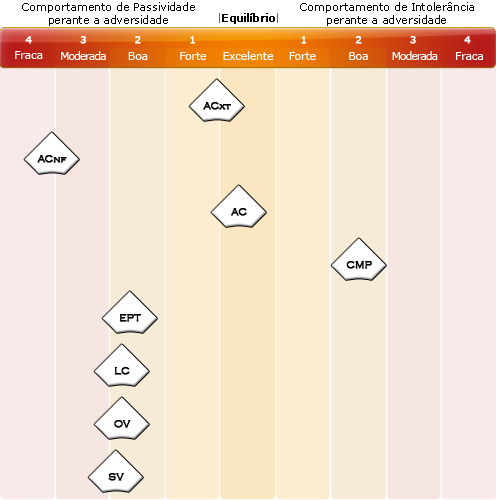 Comportamento de Passividade
perante a adversidade
|Equilíbrio|
Comportamento de Intolerância
perante a adversidade
4 3 2 1 1 2 3 4
Fraca Moderada Boa Forte Excelente Forte Boa Moderada Fraca
ACXT
ACNF
AC
CMP
EPT
LC
OV
SV